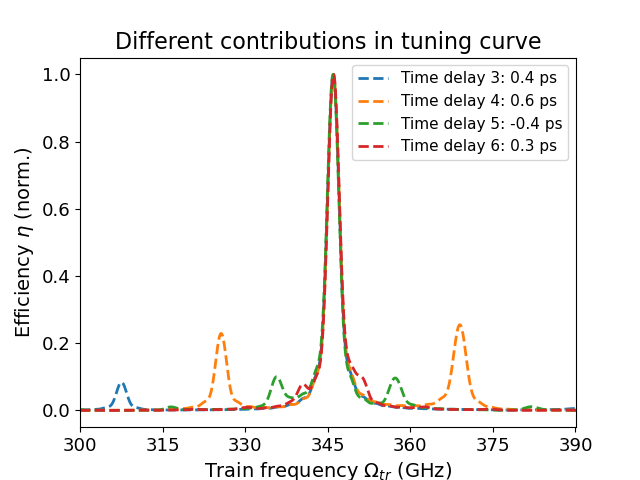 Different contributions in tuning curve
Efficiency η (norm.)
1.0
0.8
0.6
0.4
0.2
0.0
Time delay 3: 0.4 ps
Time delay 4: 0.6 ps
Time delay 5: -0.4 ps
Time delay 6: 0.3 ps
300 315 330 345 360 375 390
Train frequency Ω_{tr} (GHz)